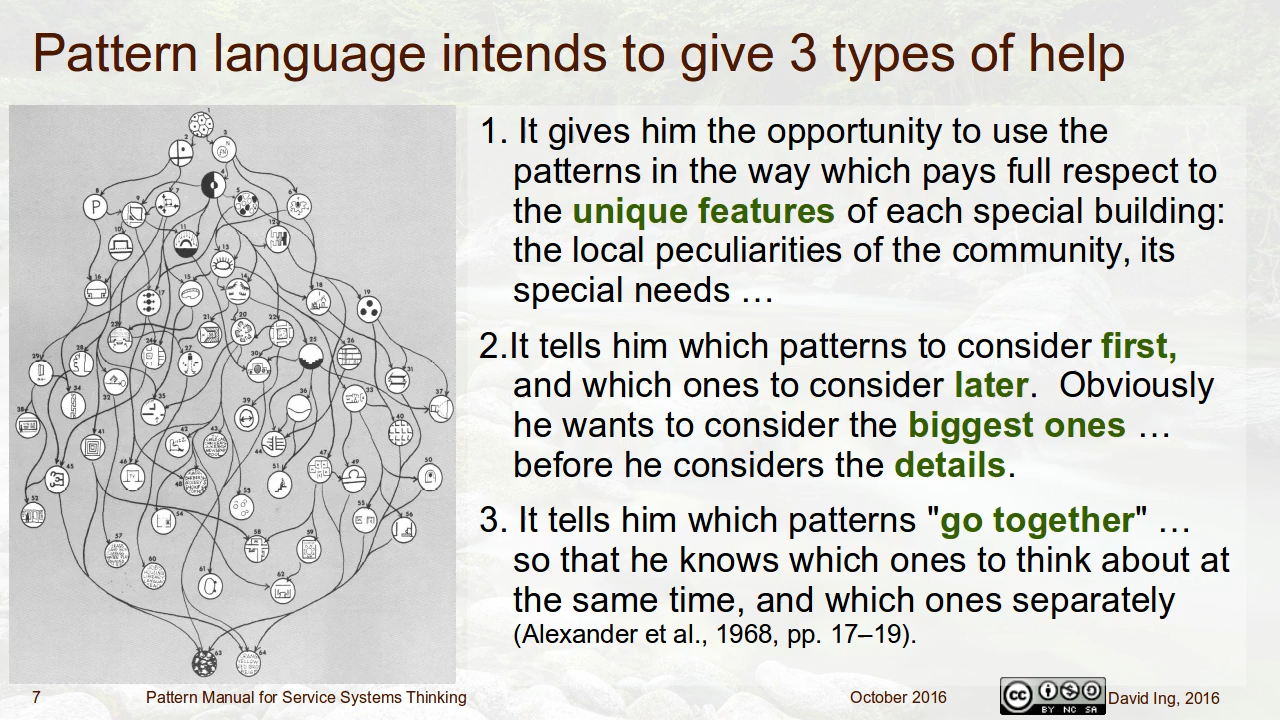 Pattern language intends to give 3 types of help
1. It gives him the opportunity to use the
patterns in the way which pays full respect to
the unique features of each special building:
the local peculiarities of the community, its
special needs …
2.It tells him which patterns to consider first,
and which ones to consider later.  Obviously
he wants to consider the biggest ones …
before he considers the details.
3. It tells him which patterns "go together" …
so that he knows which ones to think about at
the same time, and which ones separately
(Alexander et al., 1968, pp. 17–19).
7
Pattern Manual for Service Systems Thinking
October 2016
cc
BY NC SA
David Ing, 2016